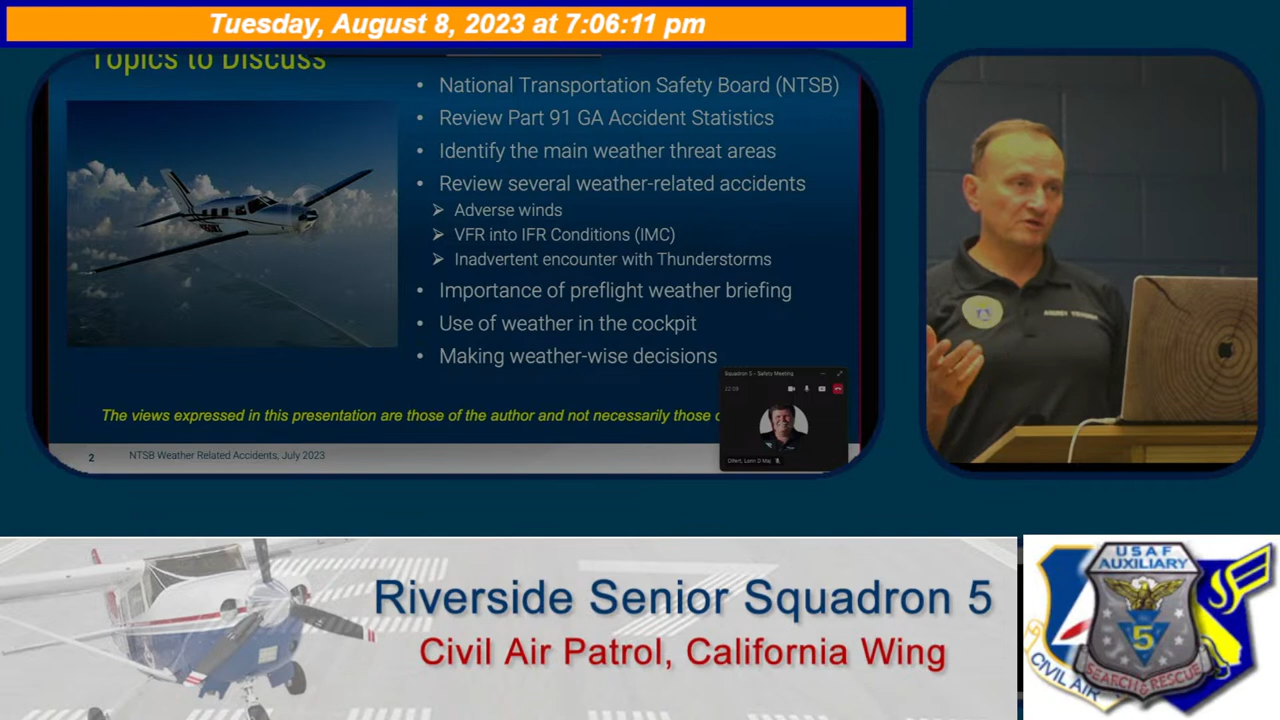 Tuesday, August 8, 2023 at 7:06:11 pm
Topics to Discuss
• National Transportation Safety Board (NTSB)
• Review Part 91 GA Accident Statistics
• Identify the main weather threat areas
• Review several weather-related accidents
➢ Adverse winds
➢ VFR into IFR Conditions (IMC)
➢ Inadvertent encounter with Thunderstorms
• Importance of preflight weather briefing
• Use of weather in the cockpit
• Making weather-wise decisions
The views expressed in this presentation are those of the author and not necessarily those
2 NTSB Weather Related Accidents, July 2023
Squadron 5 – Safety Meeting
Riverside Senior Squadron 5
Civil Air Patrol, California Wing
USAF
AUXILIARY
5
SEARCH & RESCUE
CIVIL AIR